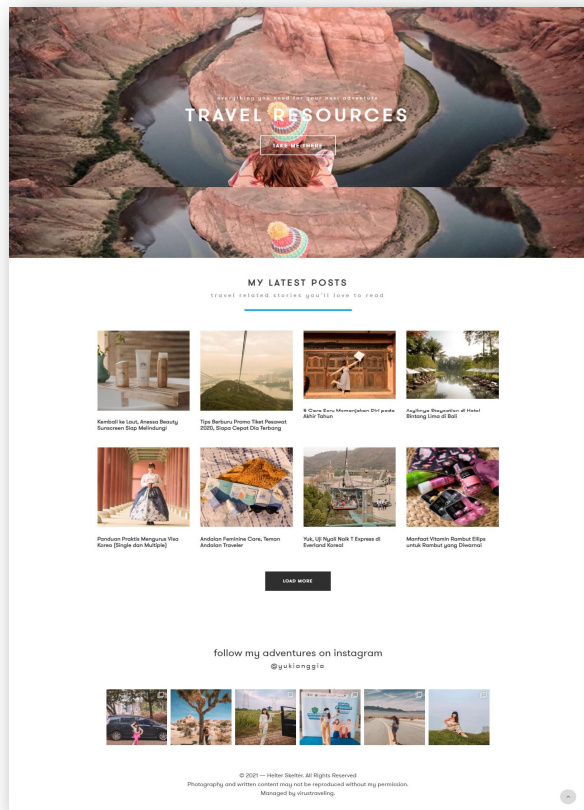 everything you need for your next adventure
TRAVEL RESOURCES
TAKE ME THERE
MY LATEST POSTS
travel related stories you'll love to read
Kembali ke Laut, Anessa Beauty
Sunscreen Siap Melindungi
Tips Berburu Promo Tiket Pesawat
2020, Siapa Cepat Dia Terbang
6 Cara Seru Memanjakan Diri pada
Akhir Tahun
Asyiknya Staycation di Hotel
Bintang Lima di Bali
Panduan Praktis Mengurus Visa
Korea (Single dan Multiple)
Andalan Feminine Care, Teman
Andalan Traveler
Yuk, Uji Nyali Naik T Express di
Everland Korea!
Manfaat Vitamin Rambut Ellips
untuk Rambut yang Diwarnai
LOAD MORE
follow my adventures on instagram
@yukianggia
© 2021 — Helter Skelter. All Rights Reserved
Photography and written content may not be reproduced without my permission.
Managed by virustraveling.